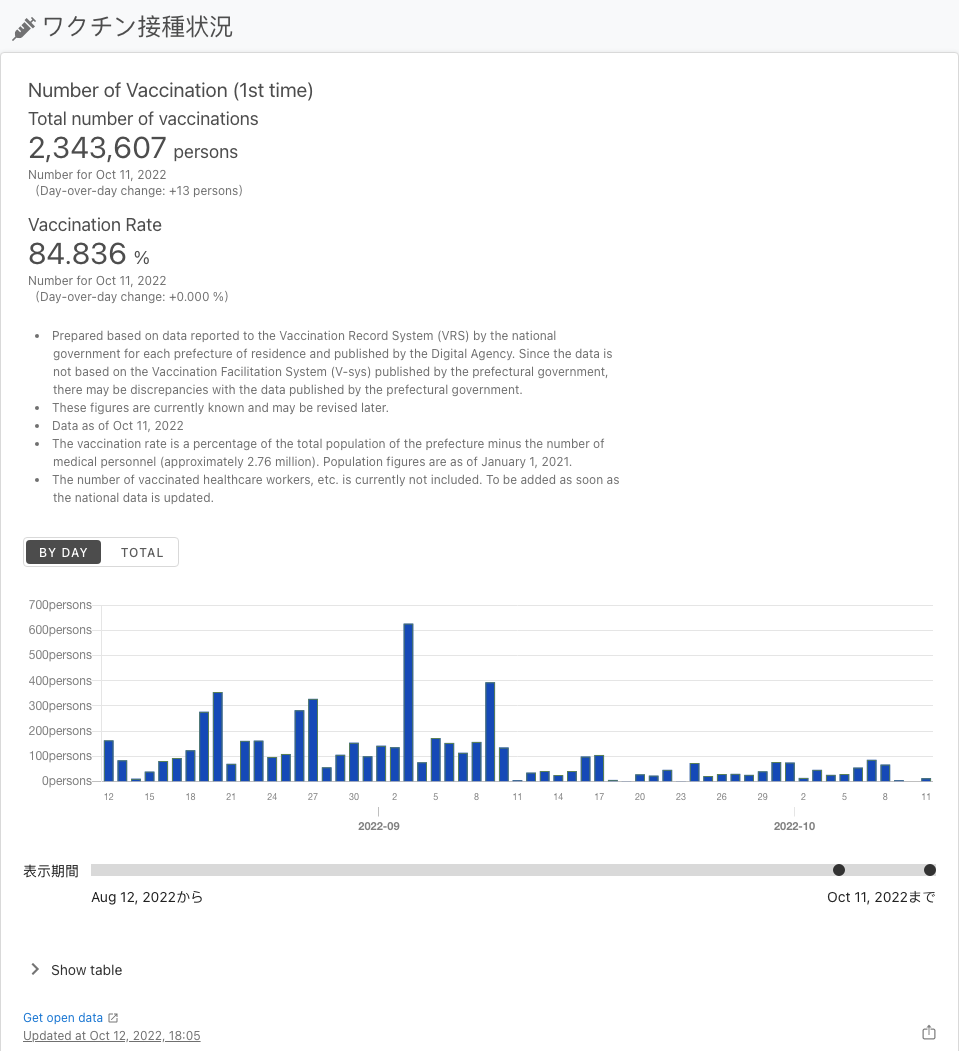 ワクチン接種状況
Number of Vaccination (1st time)
Total number of vaccinations
2,343,607 persons
Number for Oct 11, 2022
(Day-over-day change: +13 persons)
Vaccination Rate
84.836 %
Number for Oct 11, 2022
(Day-over-day change: +0.000 %)
• Prepared based on data reported to the Vaccination Record System (VRS) by the national
government for each prefecture of residence and published by the Digital Agency. Since the data is
not based on the Vaccination Facilitation System (V-sys) published by the prefectural government,
there may be discrepancies with the data published by the prefectural government.
• These figures are currently known and may be revised later.
• Data as of Oct 11, 2022
• The vaccination rate is a percentage of the total population of the prefecture minus the number of
medical personnel (approximately 2.76 million). Population figures are as of January 1, 2021.
• The number of vaccinated healthcare workers, etc. is currently not included. To be added as soon as
the national data is updated.
BY DAY TOTAL
700persons
600persons
500persons
400persons
300persons
200persons
100persons
0persons
12 15 18 21 24 27 30 2 5 8 11 14 17 20 23 26 29 2 5 8 11
2022-09 2022-10
表示期間
Aug 12, 2022から Oct 11, 2022まで
Show table
Get open data
Updated at Oct 12, 2022, 18:05